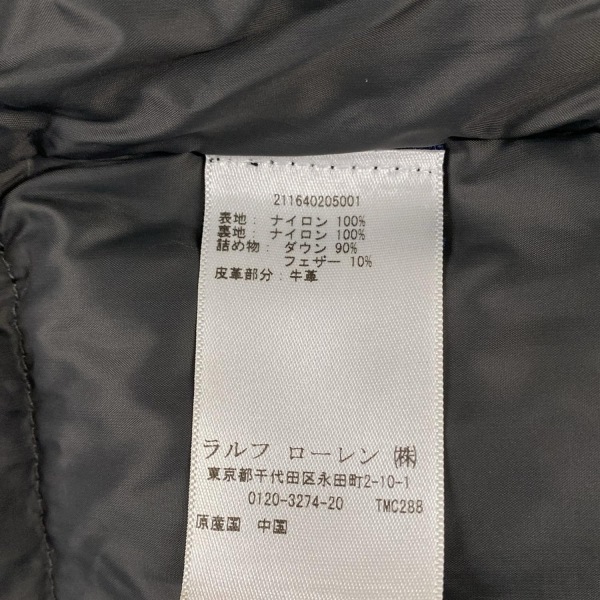 211640205001
表地: ナイロン 100%
裏地: ナイロン 100%
詰め物: ダウン 90%
フェザー 10%
皮革部分: 牛革
ラルフ ローレン ㈱
東京都千代田区永田町2-10-1
0120-3274-20 TMC288
原産国 中国